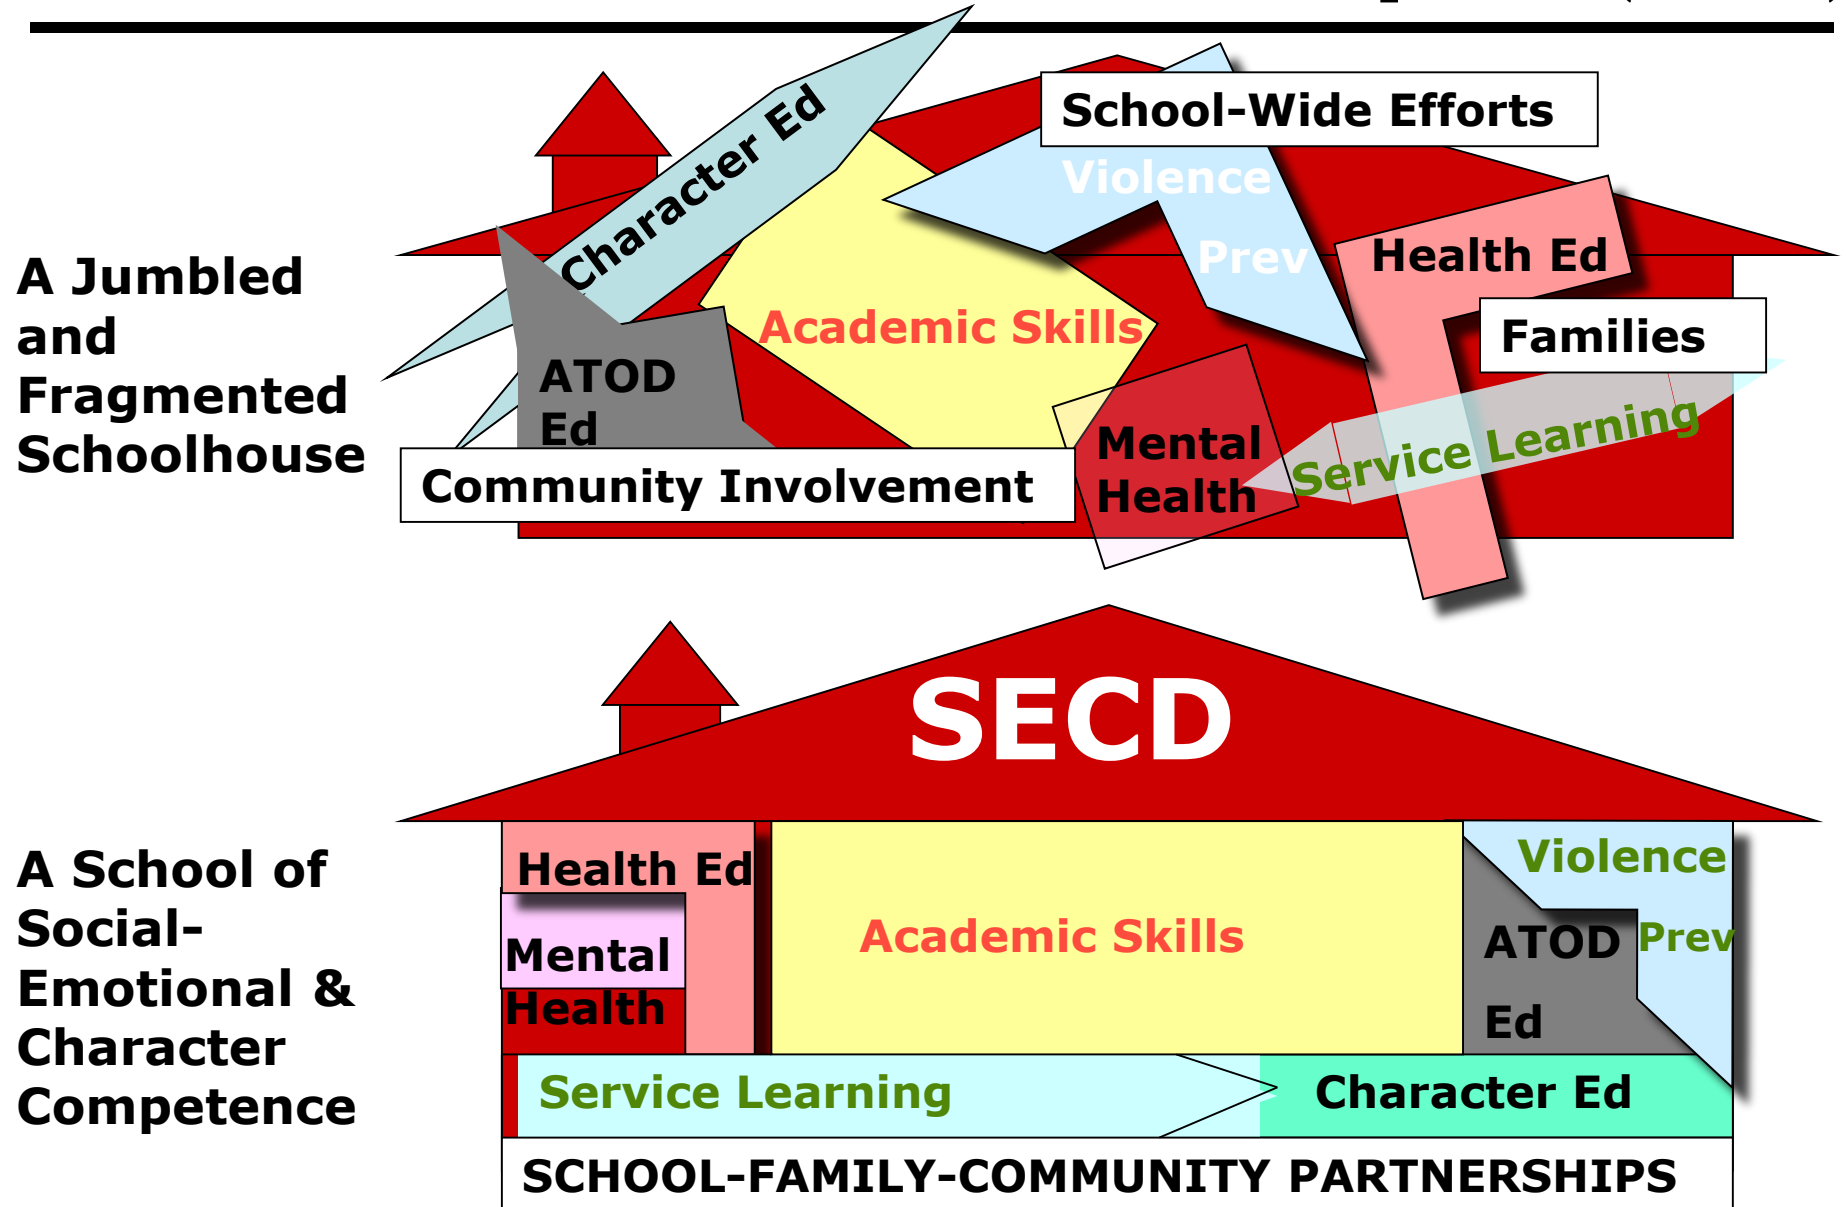 A Jumbled
and
Fragmented
Schoolhouse
Character Ed
School-Wide Efforts
Violence
Prev
Health Ed
Families
Academic Skills
ATOD
Ed
Mental
Health
Service Learning
Community Involvement
SECD
A School of
Social-
Emotional &
Character
Competence
Health Ed
Mental
Health
Academic Skills
Violence
Prev
ATOD
Ed
Service Learning
Character Ed
SCHOOL-FAMILY-COMMUNITY PARTNERSHIPS